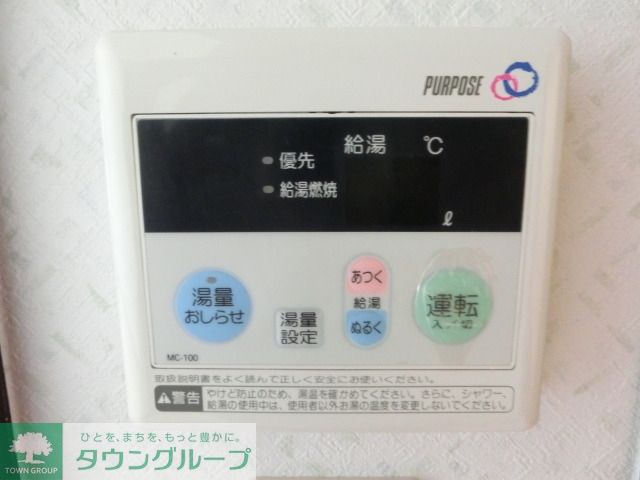 PURPOSE
給湯 ℃
優先
給湯燃焼
ℓ
湯量
おしらせ
湯量
設定
あつく
給湯
ぬるく
運転
入 切
MC-100
取扱説明書をよく読んで正しく安全にお使いください。
警告
やけど防止のため、湯温を確かめてください。さらに、シャワー、
給湯の使用中は、使用者以外お湯の温度を変更しないでください。
TOWN GROUP
ひとを、まちを、もっと豊かに。
タウングループ